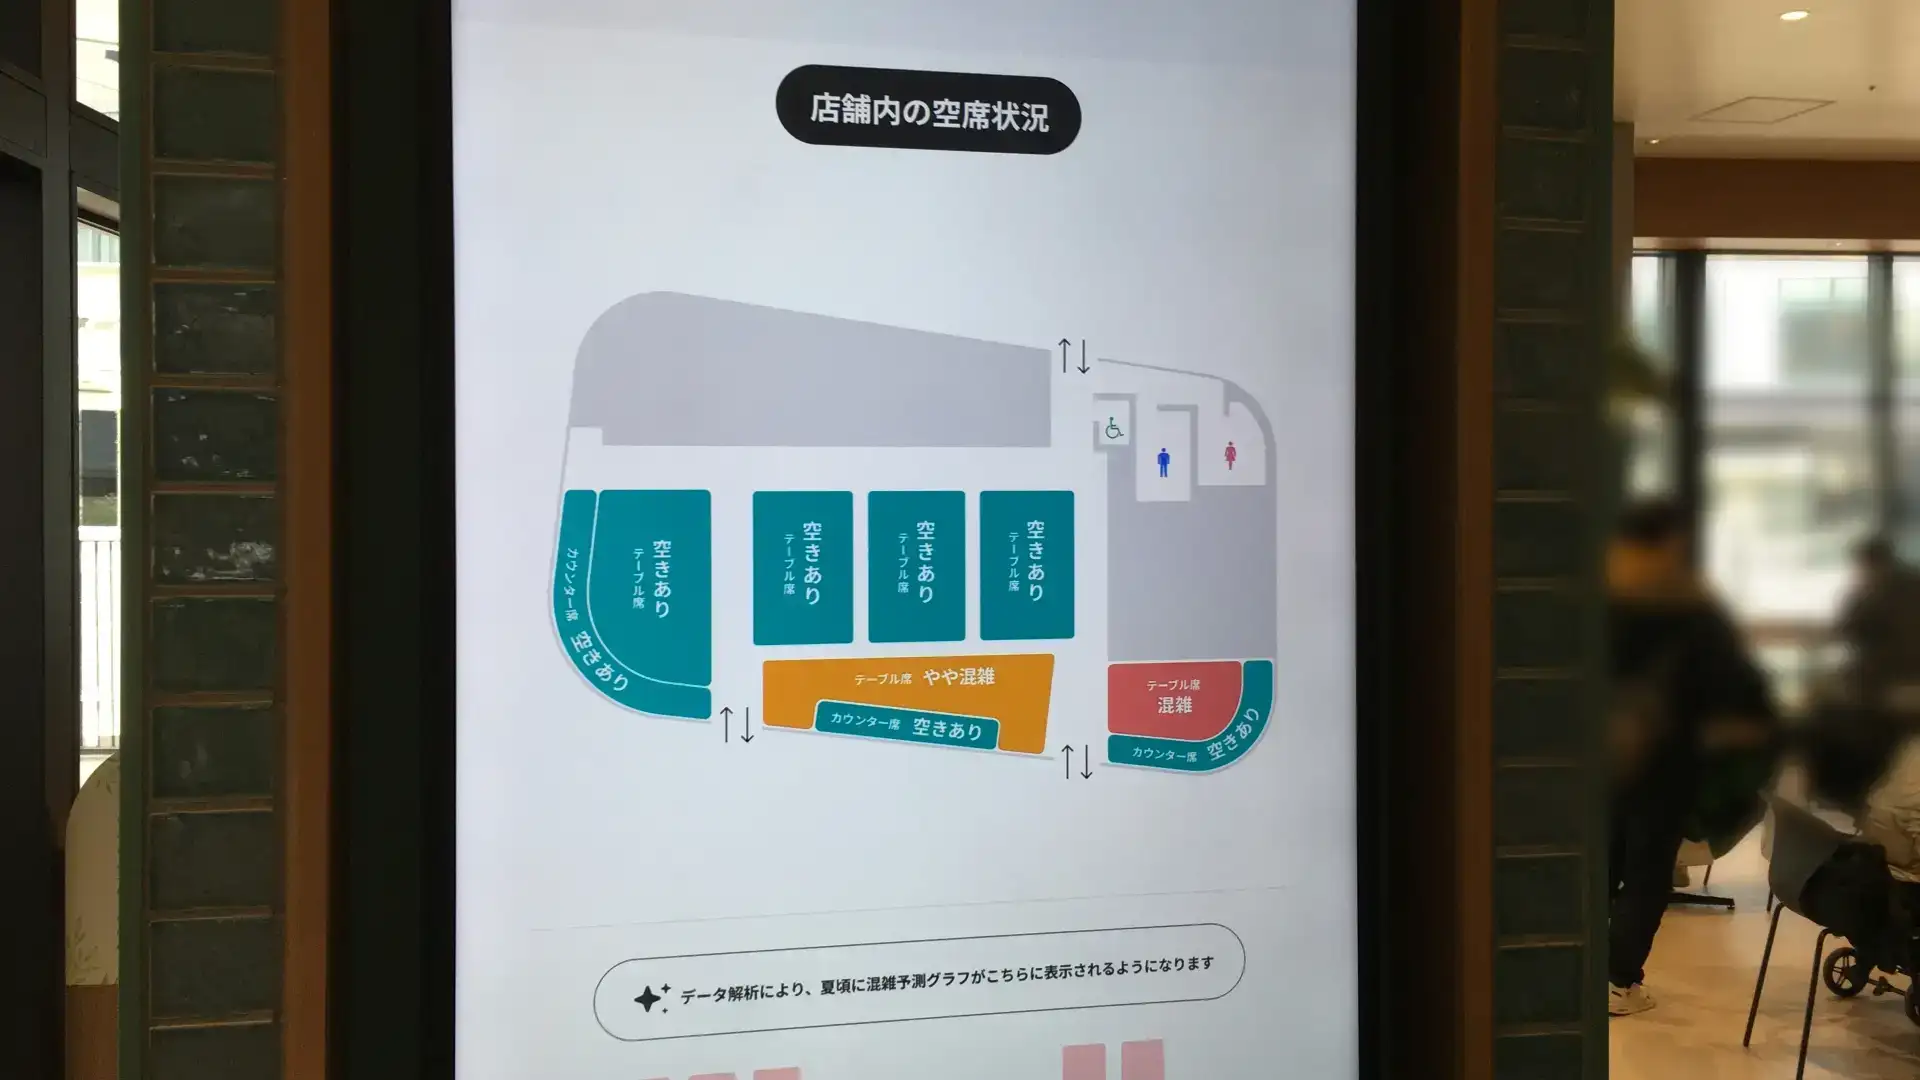 店舗内の空席状況
カウンター席 空きあり
空きあり
テーブル席
空きあり
テーブル席
空きあり
テーブル席
空きあり
テーブル席
テーブル席 やや混雑
カウンター席 空きあり
テーブル席
混雑
カウンター席 空きあり
データ解析により、夏頃に混雑予測グラフがこちらに表示されるようになります